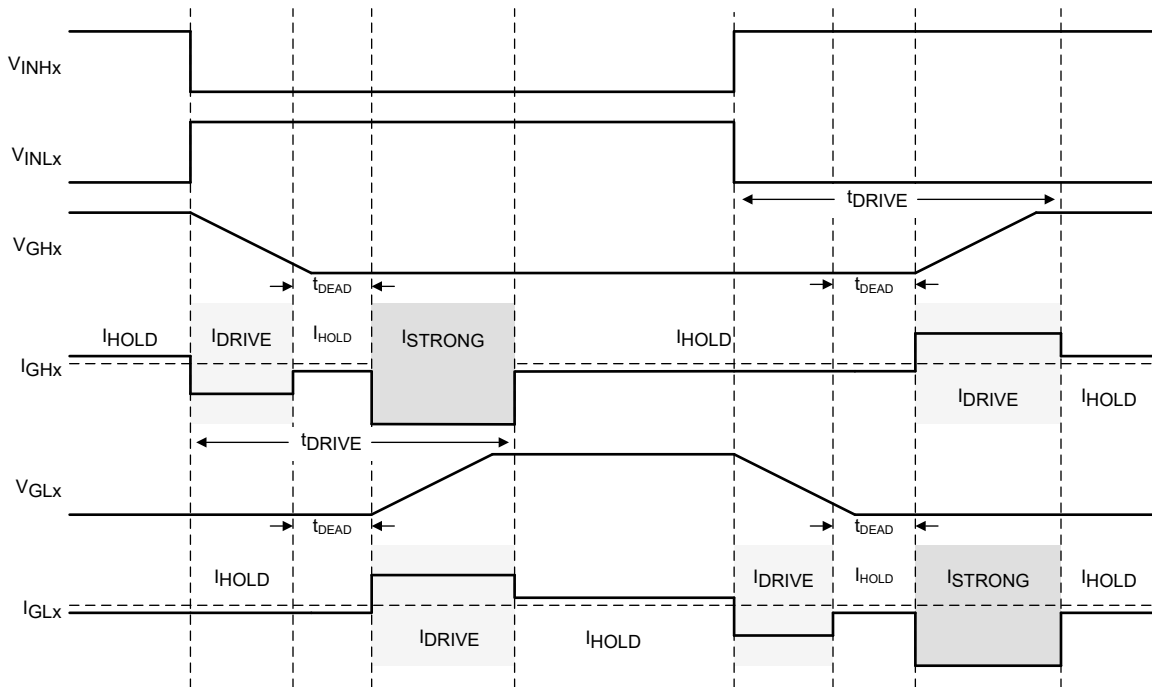 VINHx
VINLx
tDRIVE
VGHx
tDEAD
tDEAD
IHOLD
IDRIVE
IHOLD
ISTRONG
IHOLD
IGHx
IDRIVE
IHOLD
tDRIVE
VGLx
tDEAD
tDEAD
IHOLD
IDRIVE
IHOLD
ISTRONG
IHOLD
IGLx
IDRIVE
IHOLD